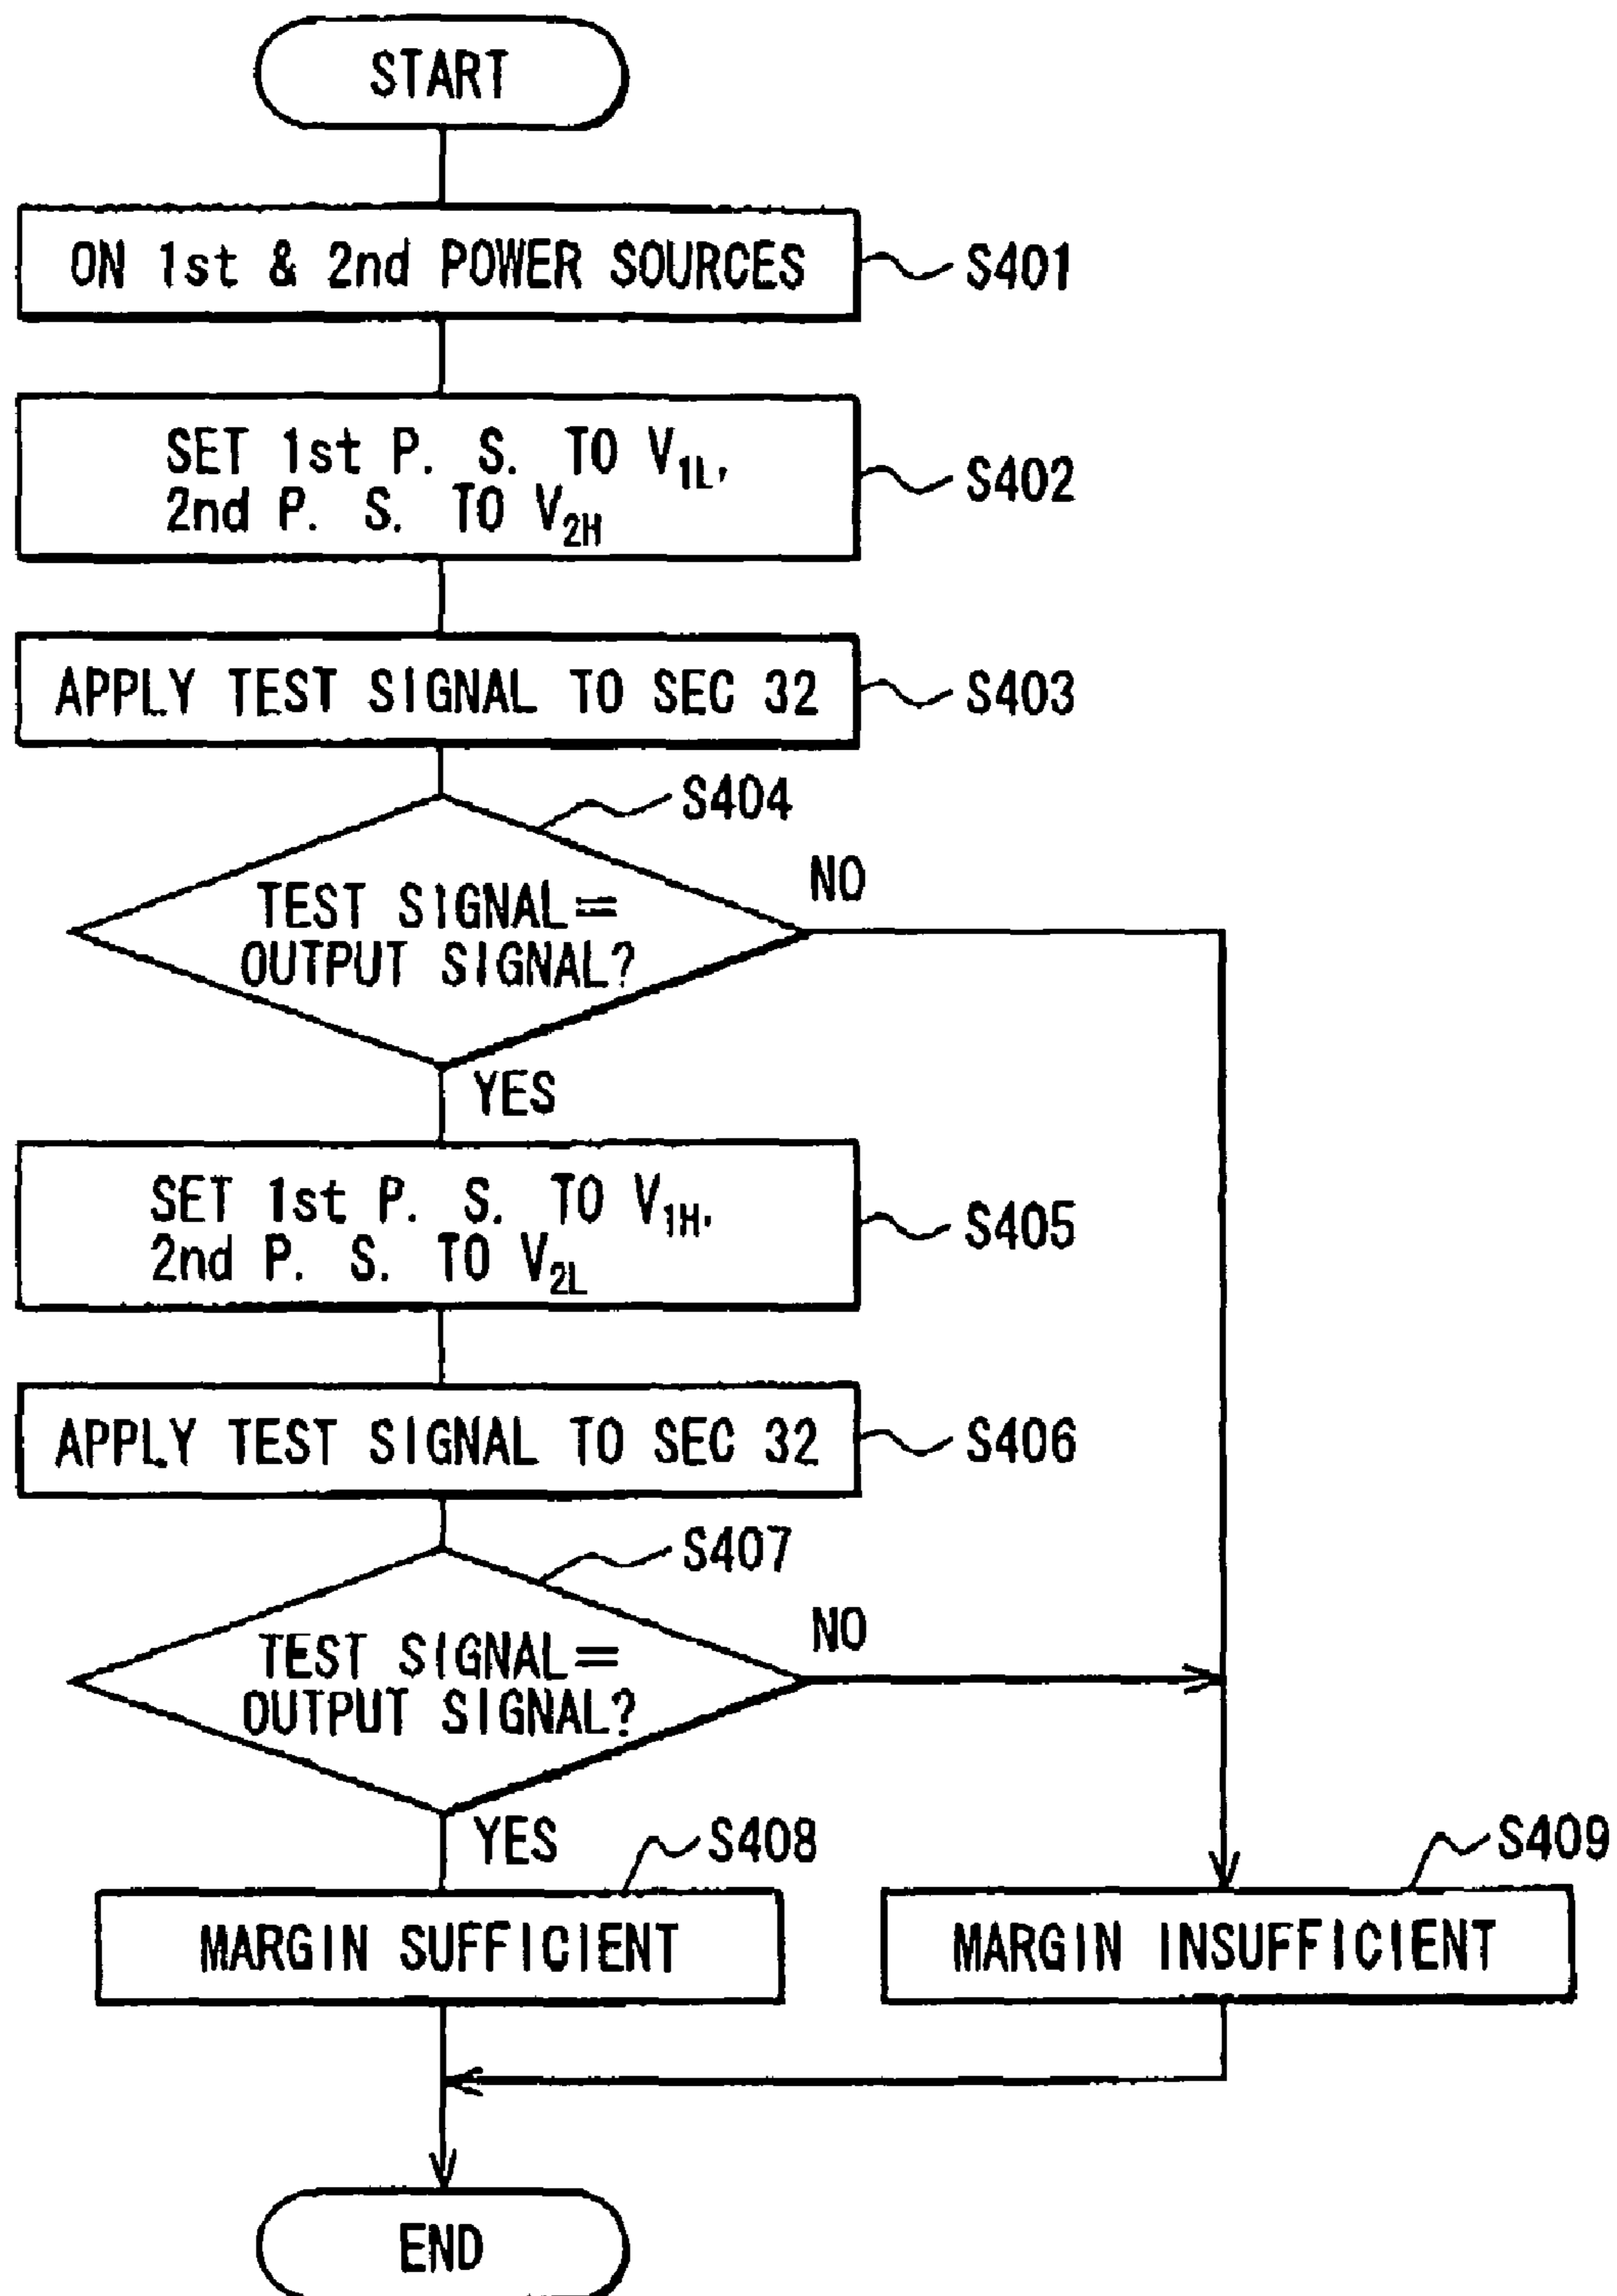 START
ON 1st & 2nd POWER SOURCES
S401
SET 1st P. S. TO V1L,
2nd P. S. TO V2H
S402
APPLY TEST SIGNAL TO SEC 32
S403
S404
TEST SIGNAL=
OUTPUT SIGNAL?
NO
YES
SET 1st P. S. TO V1H,
2nd P. S. TO V2L
S405
APPLY TEST SIGNAL TO SEC 32
S406
S407
TEST SIGNAL=
OUTPUT SIGNAL?
NO
YES
S408
MARGIN SUFFICIENT
S409
MARGIN INSUFFICIENT
END